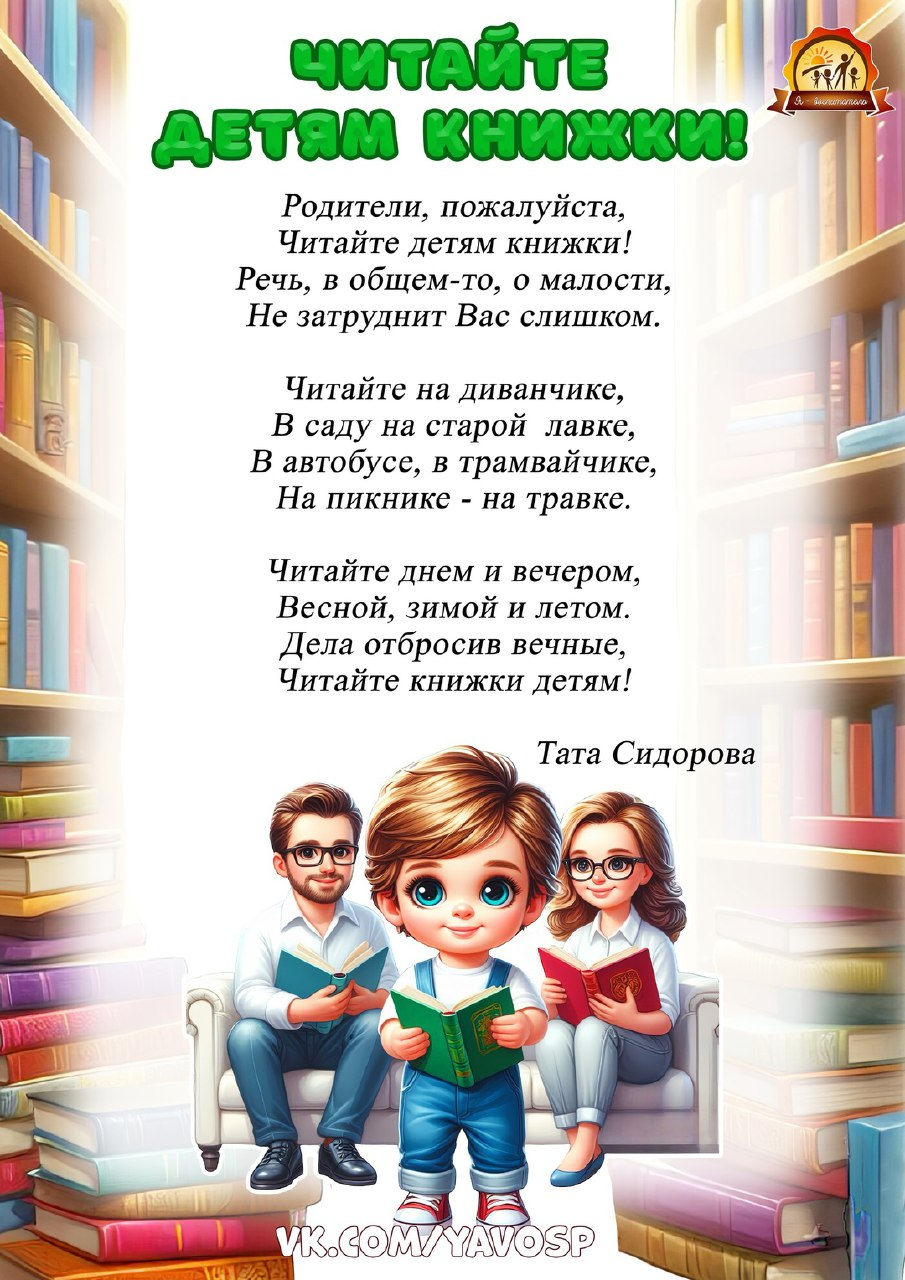 ЧИТАЙТЕ
ДЕТЯМ КНИЖКИ!
Я - Воспитатель
Родители, пожалуйста,
Читайте детям книжки!
Речь, в общем-то, о малости,
Не затруднит Вас слишком.
Читайте на диванчике,
В саду на старой лавке,
В автобусе, в трамвайчике,
На пикнике - на травке.
Читайте днем и вечером,
Весной, зимой и летом.
Дела отбросив вечные,
Читайте книжки детям!
Тата Сидорова
VK.COM/YAVOSP